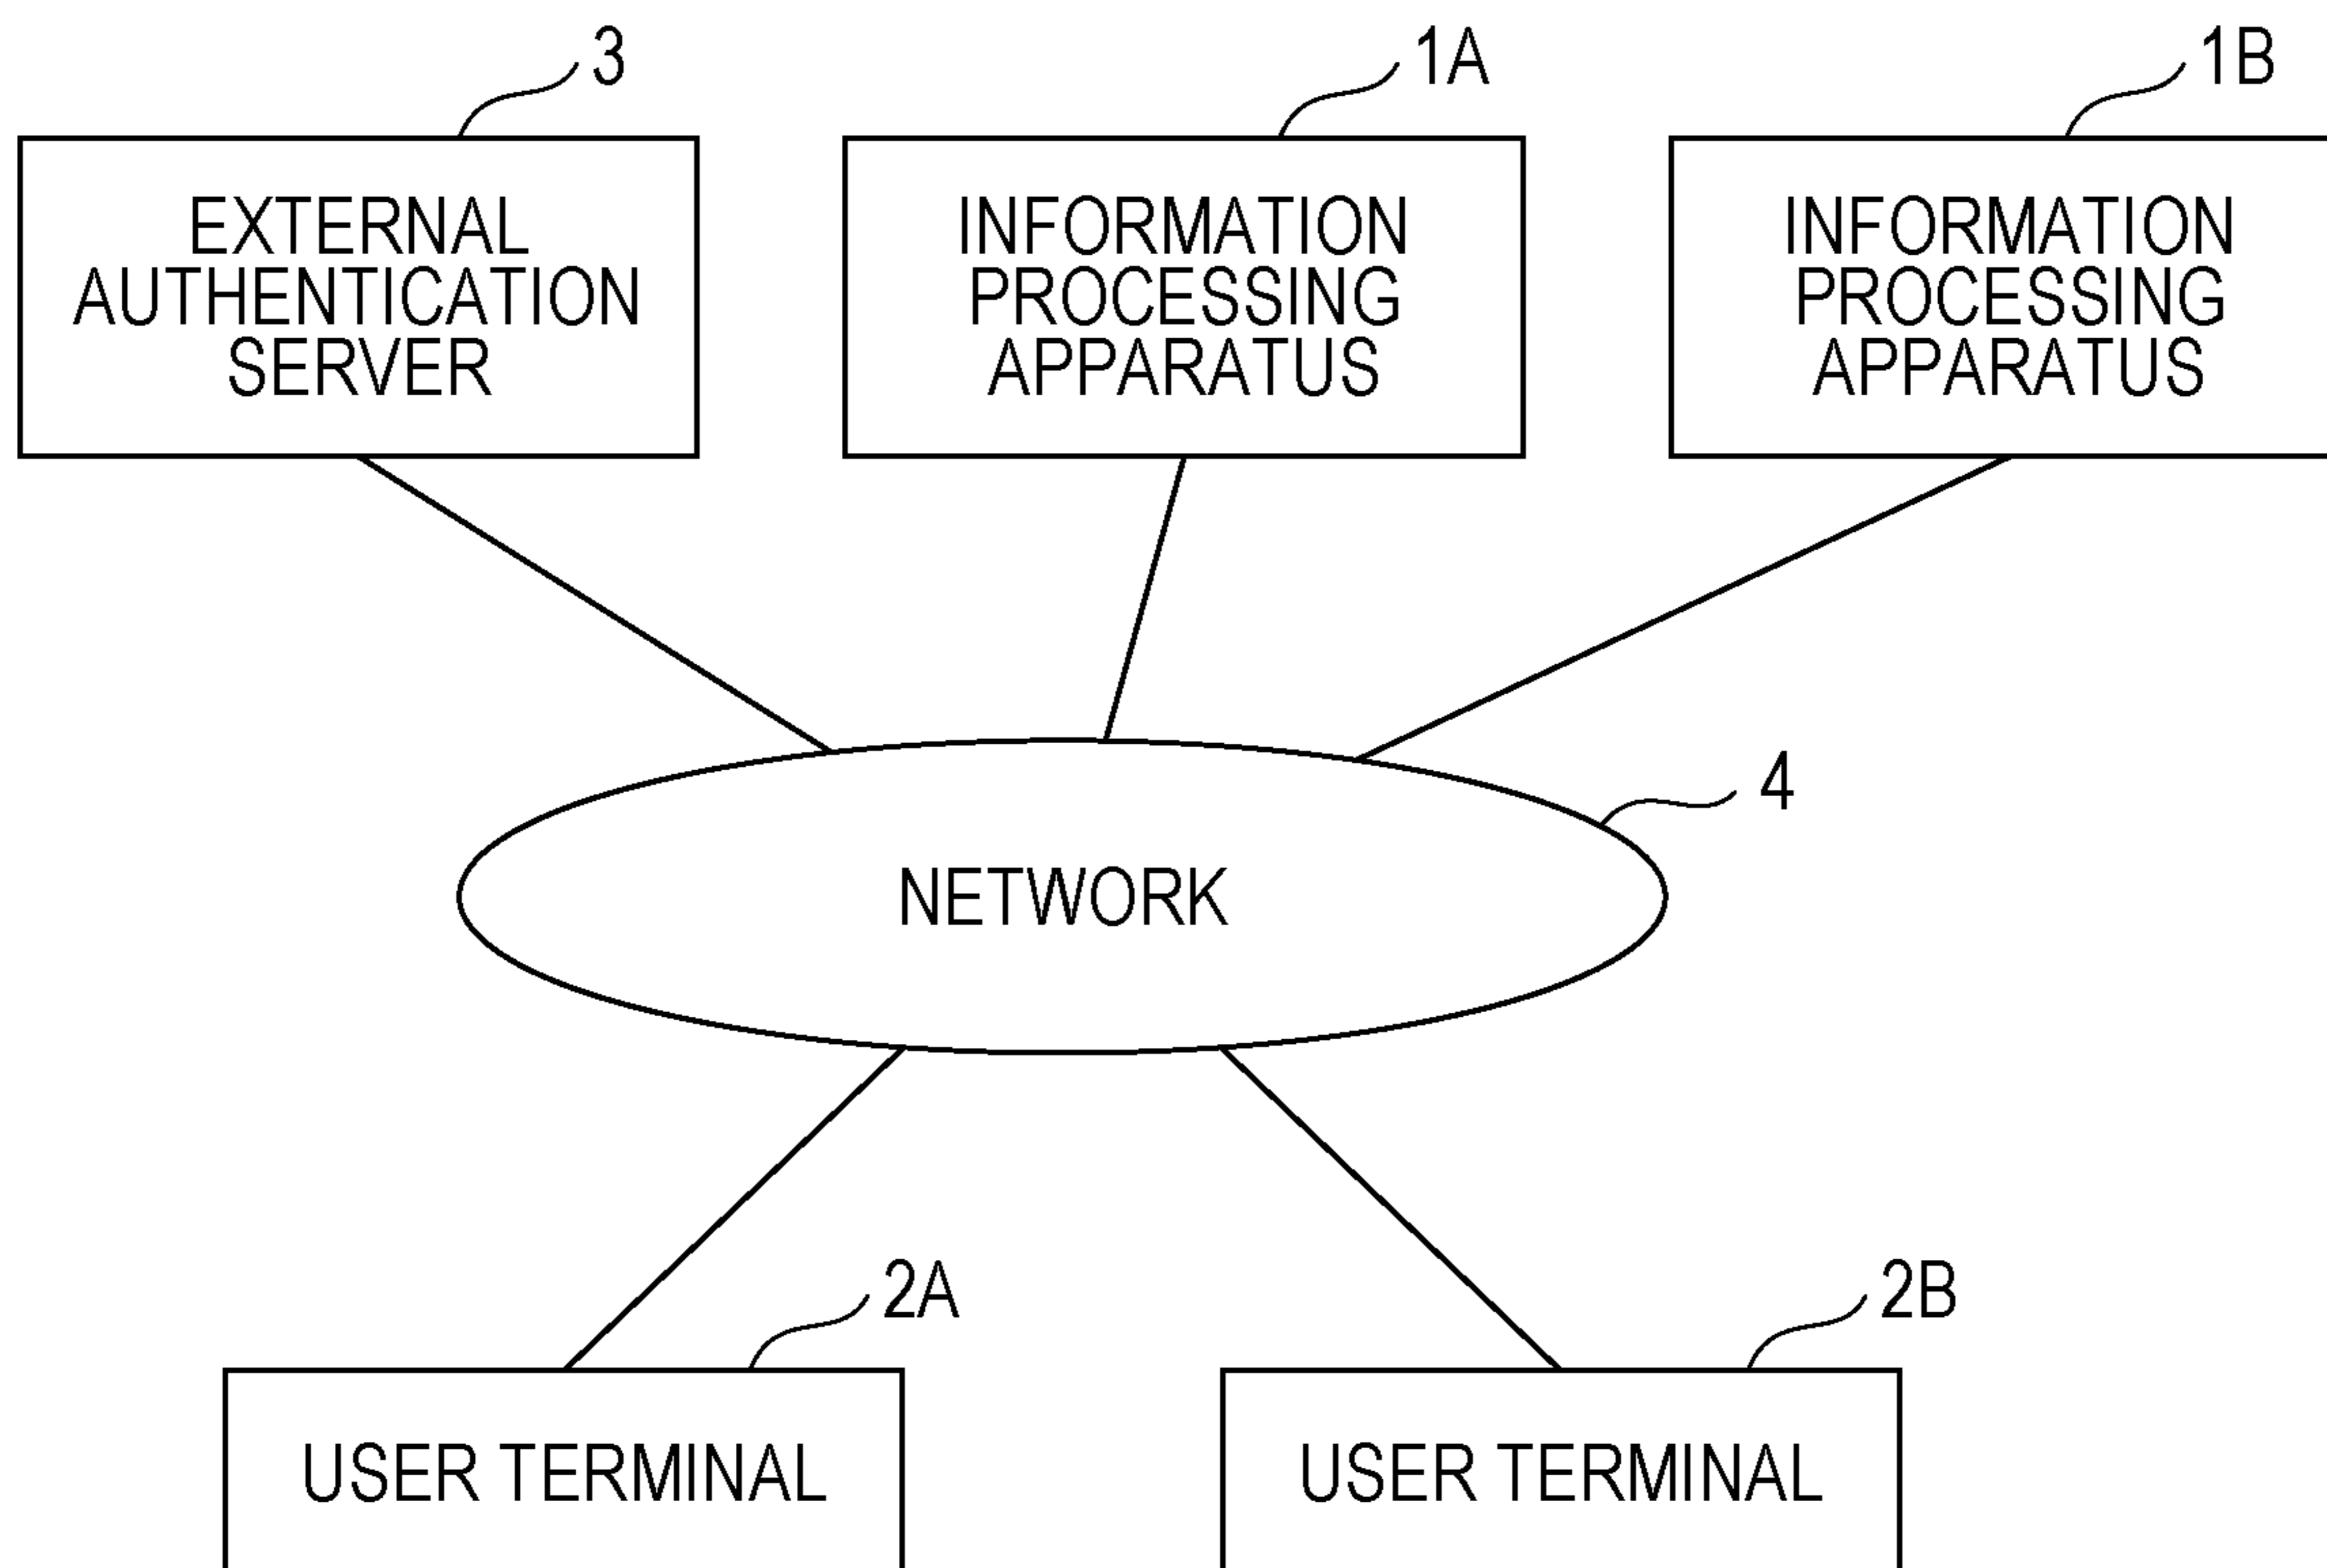 3
1A
1B
EXTERNAL
AUTHENTICATION
SERVER
INFORMATION
PROCESSING
APPARATUS
INFORMATION
PROCESSING
APPARATUS
4
NETWORK
2A
2B
USER TERMINAL
USER TERMINAL